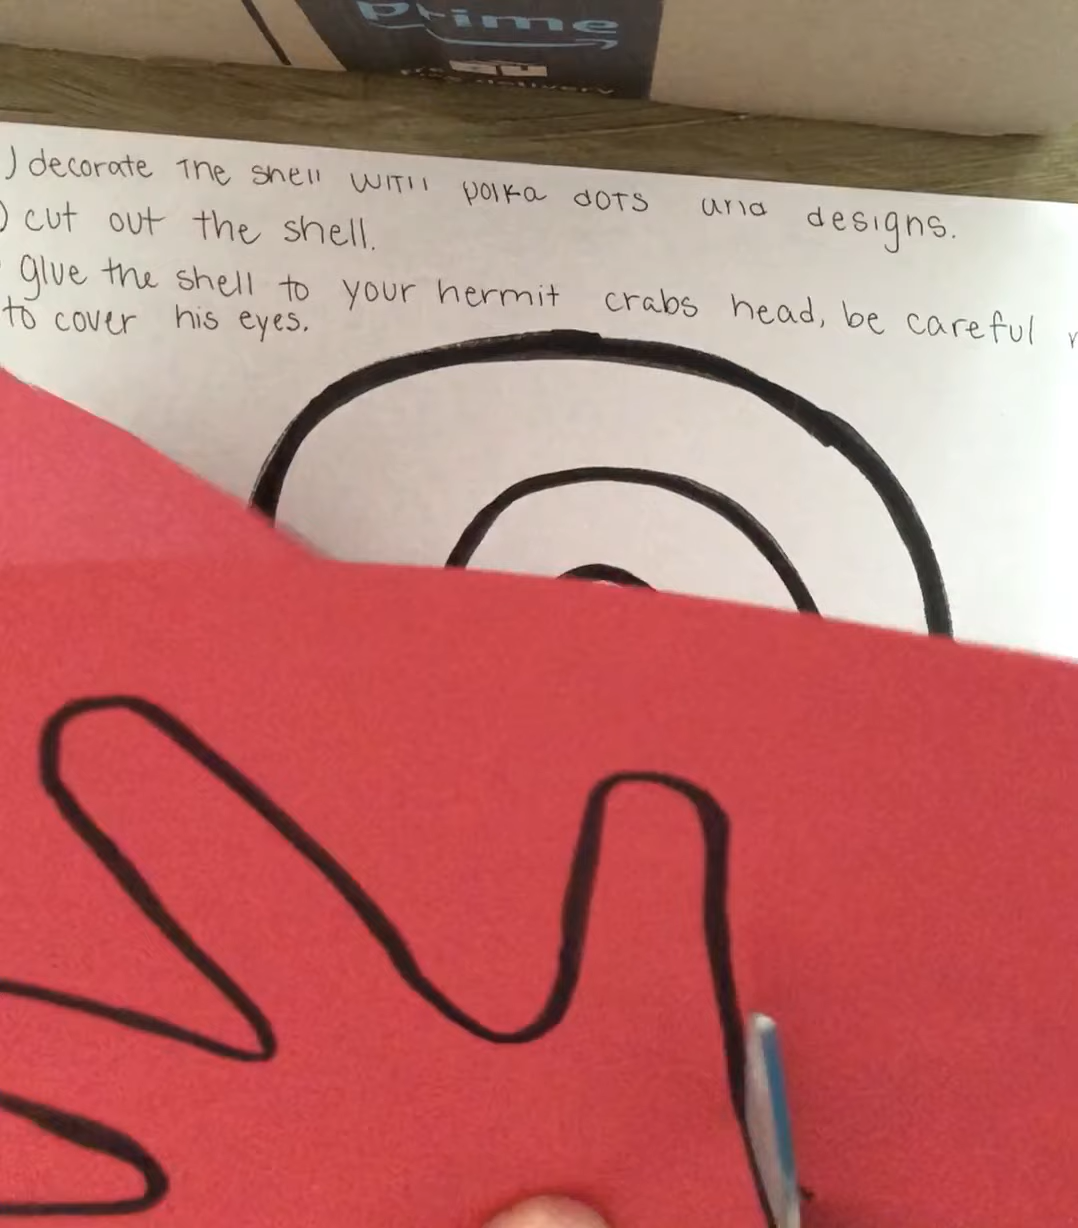 prime
) decorate the shell with polka dots and designs.
) cut out the shell.
glue the shell to your hermit crabs head, be careful
to cover his eyes.